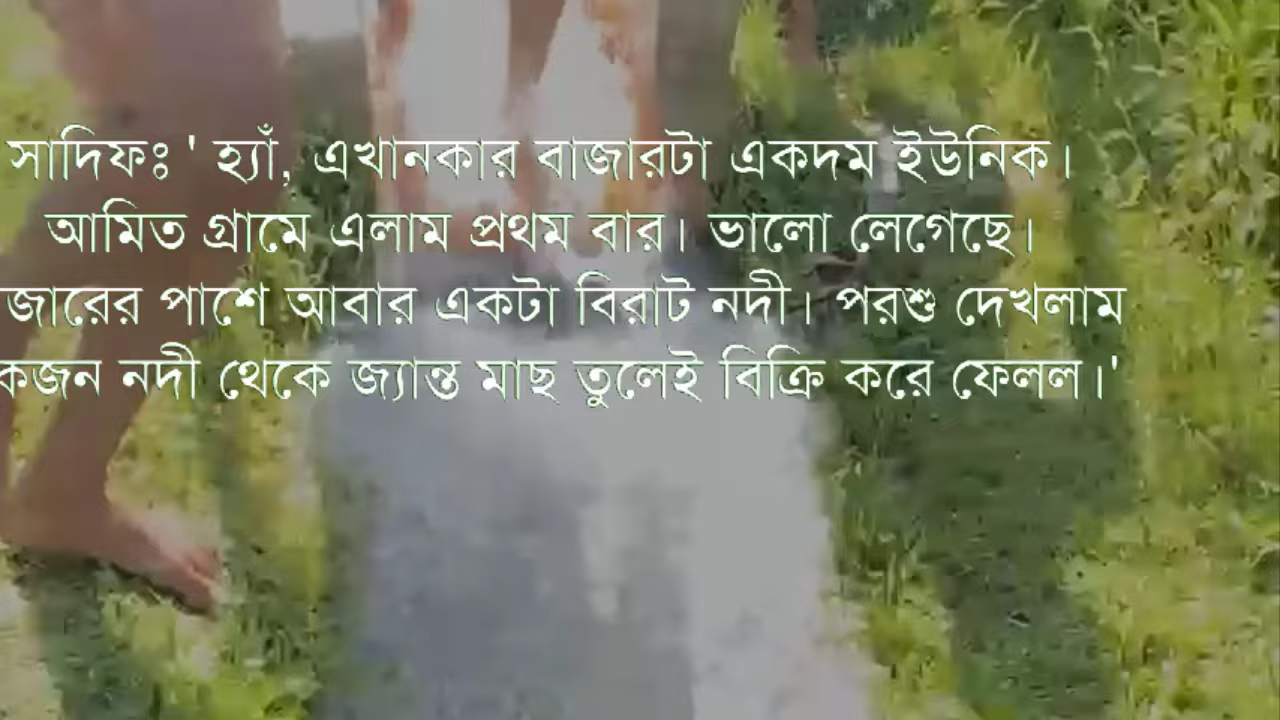 সাদিফঃ ' হ্যাঁ, এখানকার বাজারটা একদম ইউনিক।
আমিত গ্রামে এলাম প্রথম বার। ভালো লেগেছে।
জারের পাশে আবার একটা বিরাট নদী। পরশু দেখলাম
কজন নদী থেকে জ্যান্ত মাছ তুলেই বিক্রি করে ফেলল।'